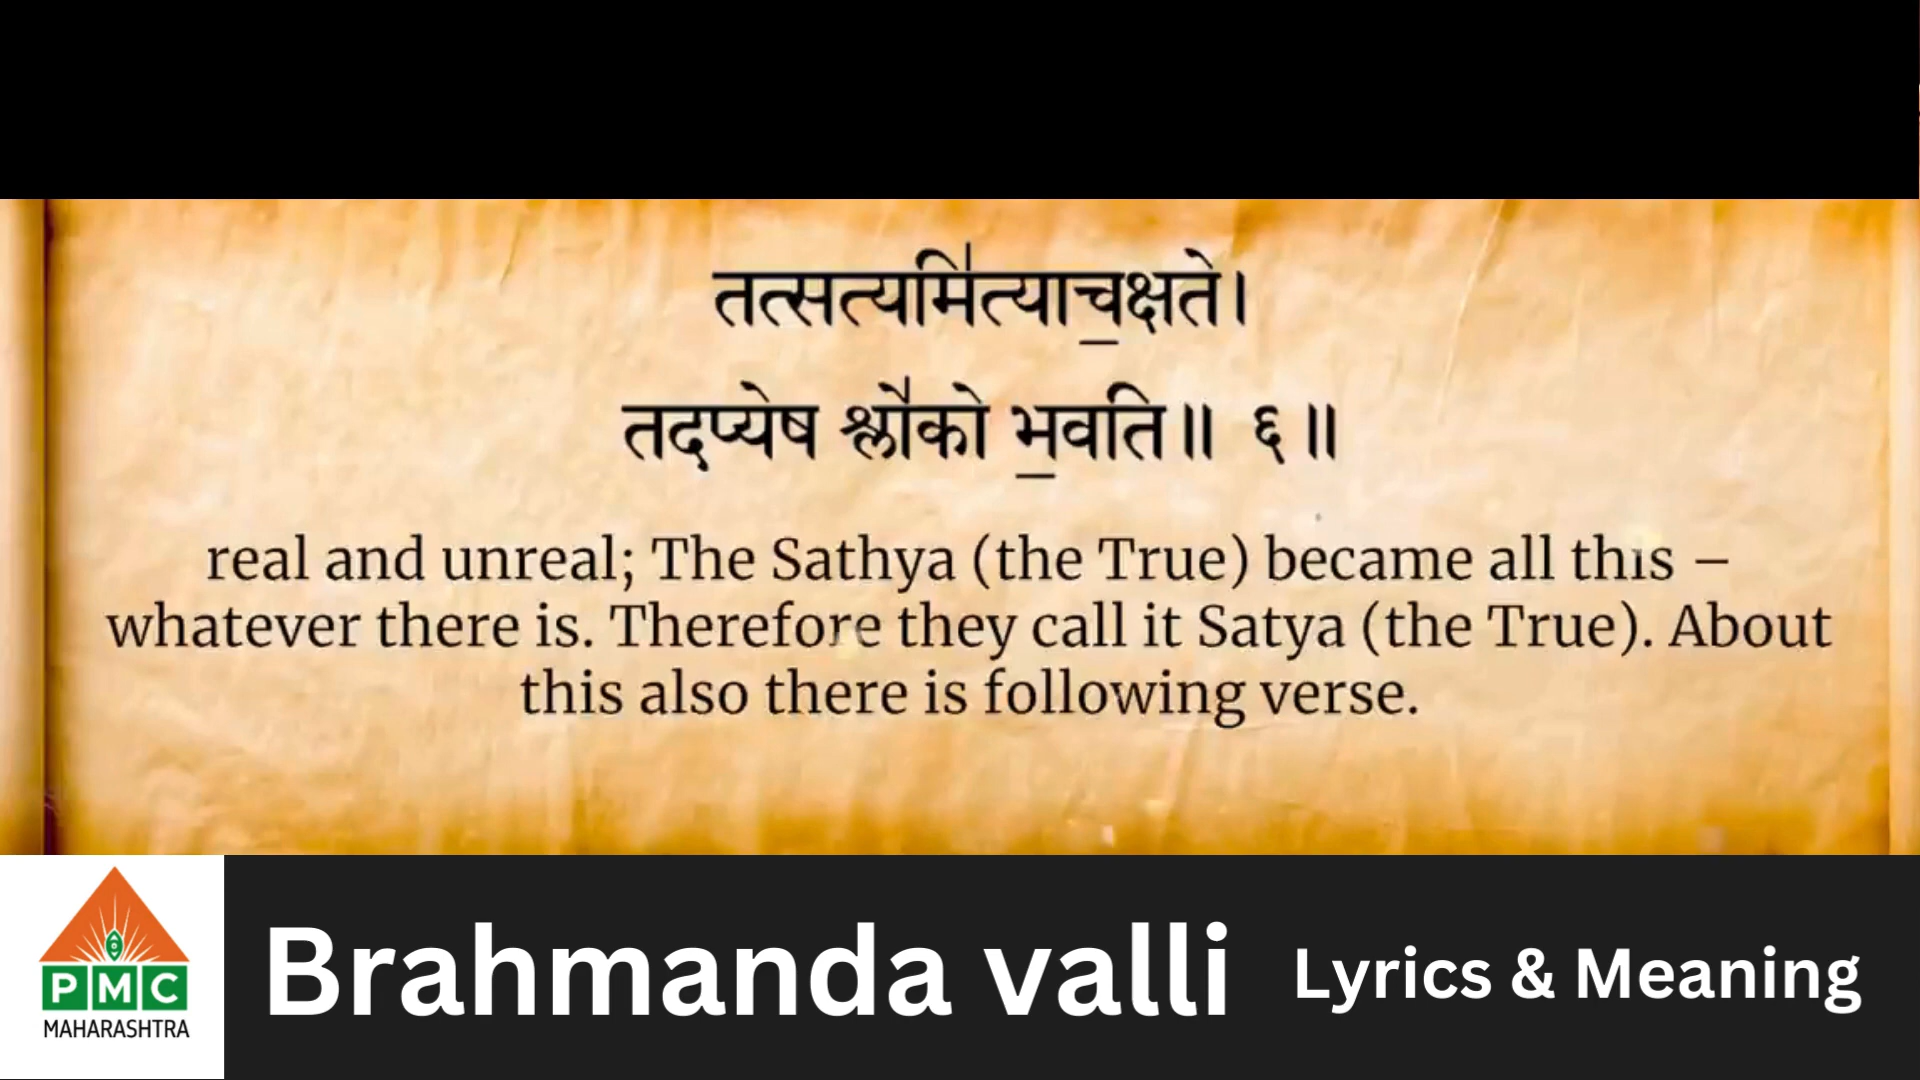 तत्सत्यमि॑त्याच॒क्षते।
तदप्येष श्लो॑को भ॒वति॥ ६॥
real and unreal; The Sathya (the True) became all this –
whatever there is. Therefore they call it Satya (the True). About
this also there is following verse.
PMC
MAHARASHTRA
Brahmanda valli
Lyrics & Meaning